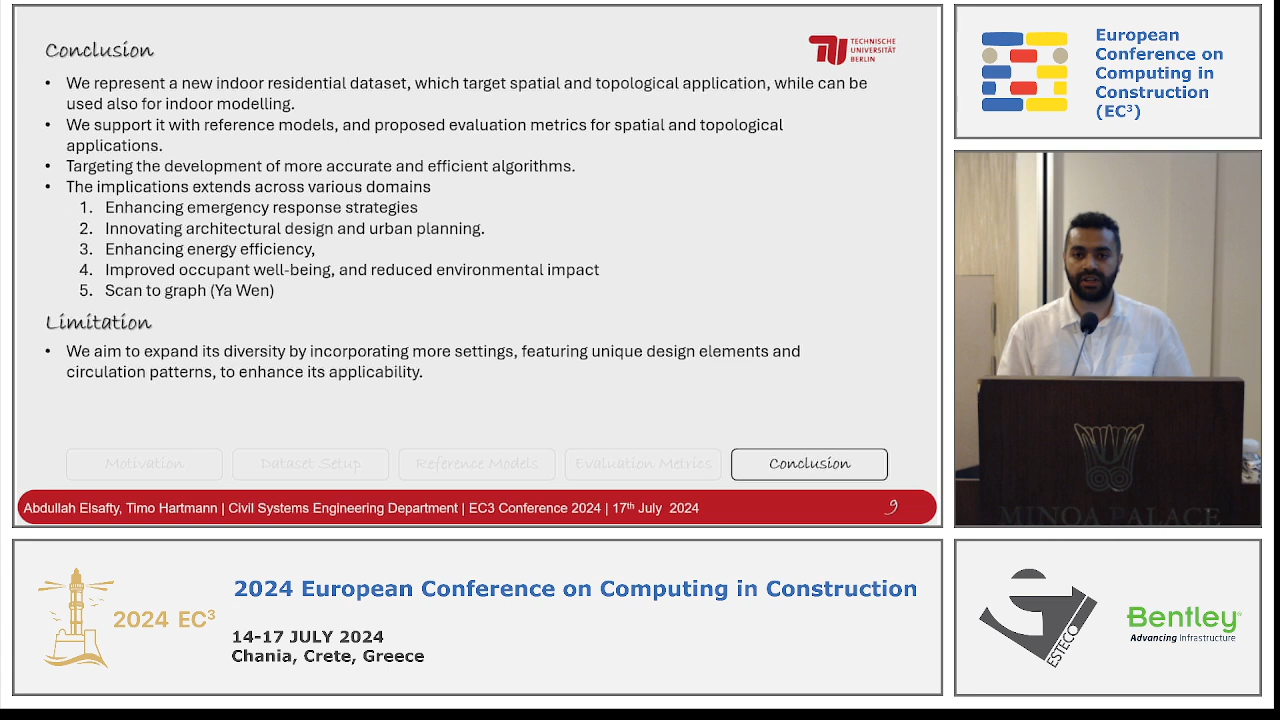 Conclusion
TECHNISCHE
UNIVERSITÄT
BERLIN
• We represent a new indoor residential dataset, which target spatial and topological application, while can be
used also for indoor modelling.
• We support it with reference models, and proposed evaluation metrics for spatial and topological
applications.
• Targeting the development of more accurate and efficient algorithms.
• The implications extends across various domains
1. Enhancing emergency response strategies
2. Innovating architectural design and urban planning.
3. Enhancing energy efficiency,
4. Improved occupant well-being, and reduced environmental impact
5. Scan to graph (Ya Wen)
Limitation
• We aim to expand its diversity by incorporating more settings, featuring unique design elements and
circulation patterns, to enhance its applicability.
Motivation
Dataset Setup
Reference Models
Evaluation Metrics
Conclusion
Abdullah Elsafty, Timo Hartmann | Civil Systems Engineering Department | EC3 Conference 2024 | 17th July 2024
9
European
Conference on
Computing in
Construction
(EC³)
MINOA PALACE
2024 EC³
2024 European Conference on Computing in Construction
14-17 JULY 2024
Chania, Crete, Greece
ESTECO
Bentley
Advancing Infrastructure